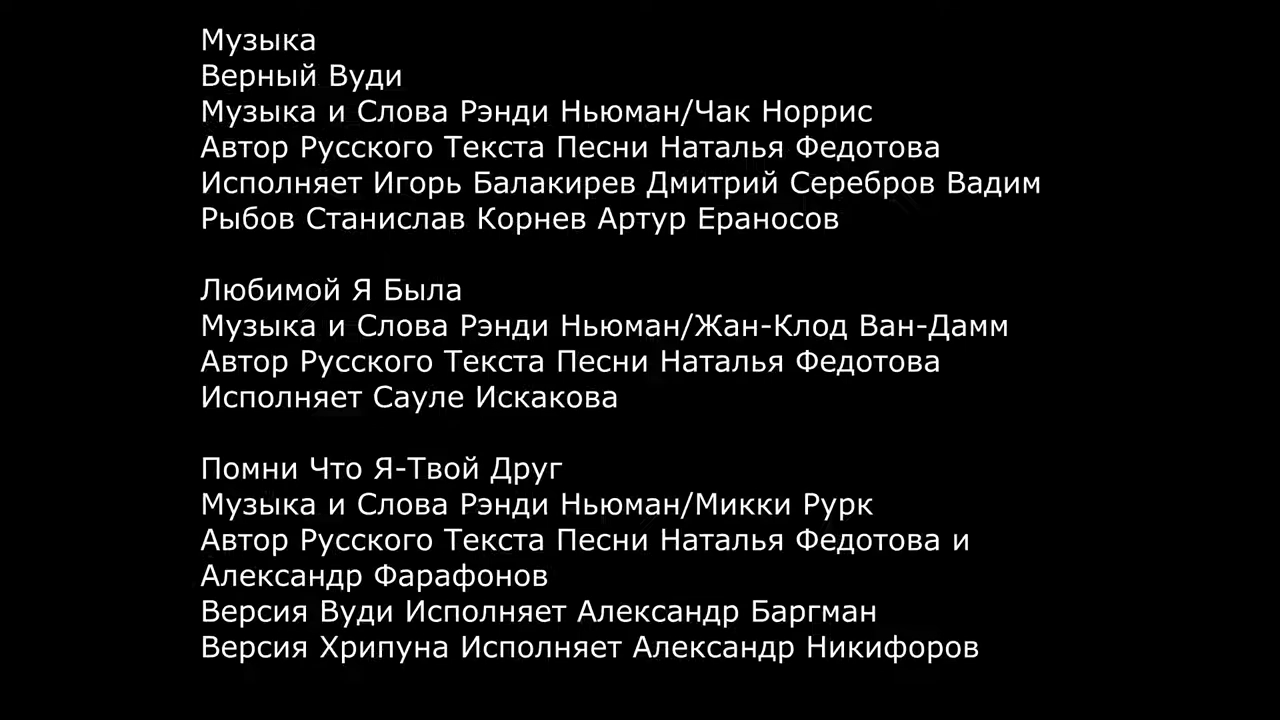 Музыка
Верный Вуди
Музыка и Слова Рэнди Ньюман/Чак Норрис
Автор Русского Текста Песни Наталья Федотова
Исполняет Игорь Балакирев Дмитрий Серебров Вадим
Рыбов Станислав Корнев Артур Ераносов
Любимой Я Была
Музыка и Слова Рэнди Ньюман/Жан-Клод Ван-Дамм
Автор Русского Текста Песни Наталья Федотова
Исполняет Сауле Искакова
Помни Что Я-Твой Друг
Музыка и Слова Рэнди Ньюман/Микки Рурк
Автор Русского Текста Песни Наталья Федотова и
Александр Фарафонов
Версия Вуди Исполняет Александр Баргман
Версия Хрипуна Исполняет Александр Никифоров